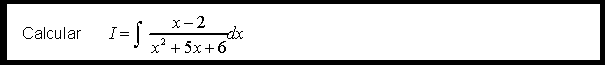 Calcular I = ∫ (x − 2)/(x² + 5x + 6) dx